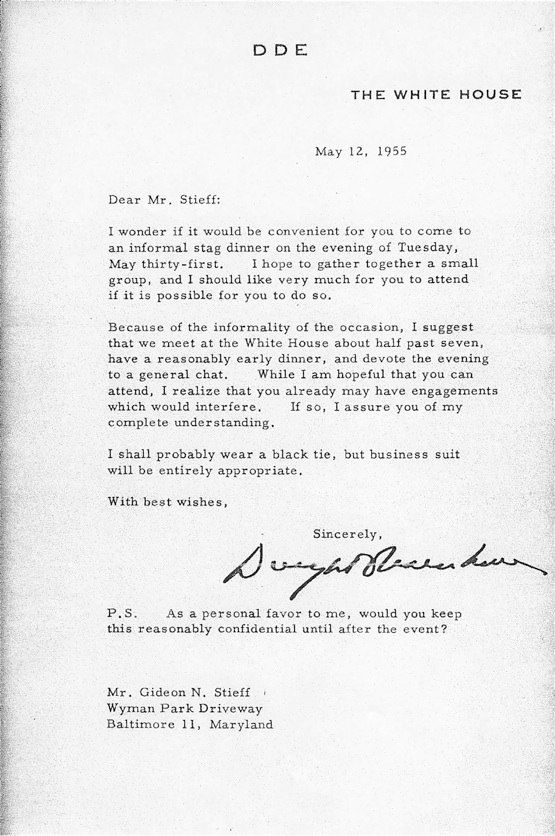 DDE
THE WHITE HOUSE
May 12, 1955
Dear Mr. Stieff:
I wonder if it would be convenient for you to come to
an informal stag dinner on the evening of Tuesday,
May thirty-first. I hope to gather together a small
group, and I should like very much for you to attend
if it is possible for you to do so.
Because of the informality of the occasion, I suggest
that we meet at the White House about half past seven,
have a reasonably early dinner, and devote the evening
to a general chat. While I am hopeful that you can
attend, I realize that you already may have engagements
which would interfere. If so, I assure you of my
complete understanding.
I shall probably wear a black tie, but business suit
will be entirely appropriate.
With best wishes,
Sincerely,
Dwight Eisenhower
P.S. As a personal favor to me, would you keep
this reasonably confidential until after the event?
Mr. Gideon N. Stieff
Wyman Park Driveway
Baltimore 11, Maryland